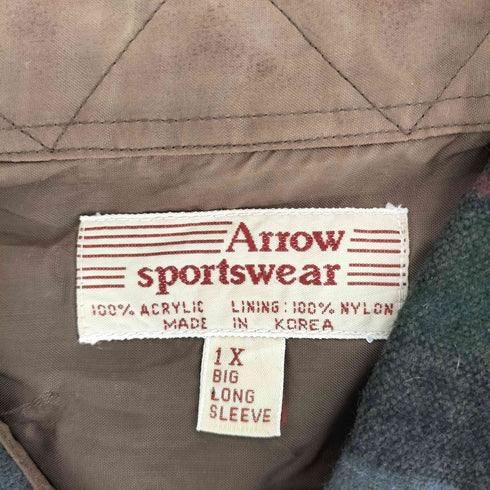 Arrow
sportswear
100% ACRYLIC LINING: 100% NYLON
MADE IN KOREA
1X
BIG
LONG
SLEEVE